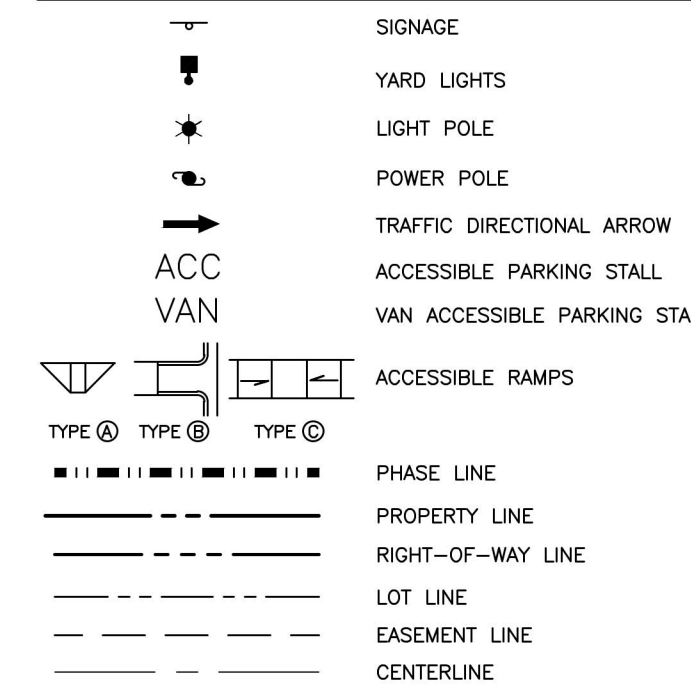 SIGNAGE
YARD LIGHTS
LIGHT POLE
POWER POLE
TRAFFIC DIRECTIONAL ARROW
ACC ACCESSIBLE PARKING STALL
VAN VAN ACCESSIBLE PARKING STA
ACCESSIBLE RAMPS
TYPE A TYPE B TYPE C
PHASE LINE
PROPERTY LINE
RIGHT-OF-WAY LINE
LOT LINE
EASEMENT LINE
CENTERLINE